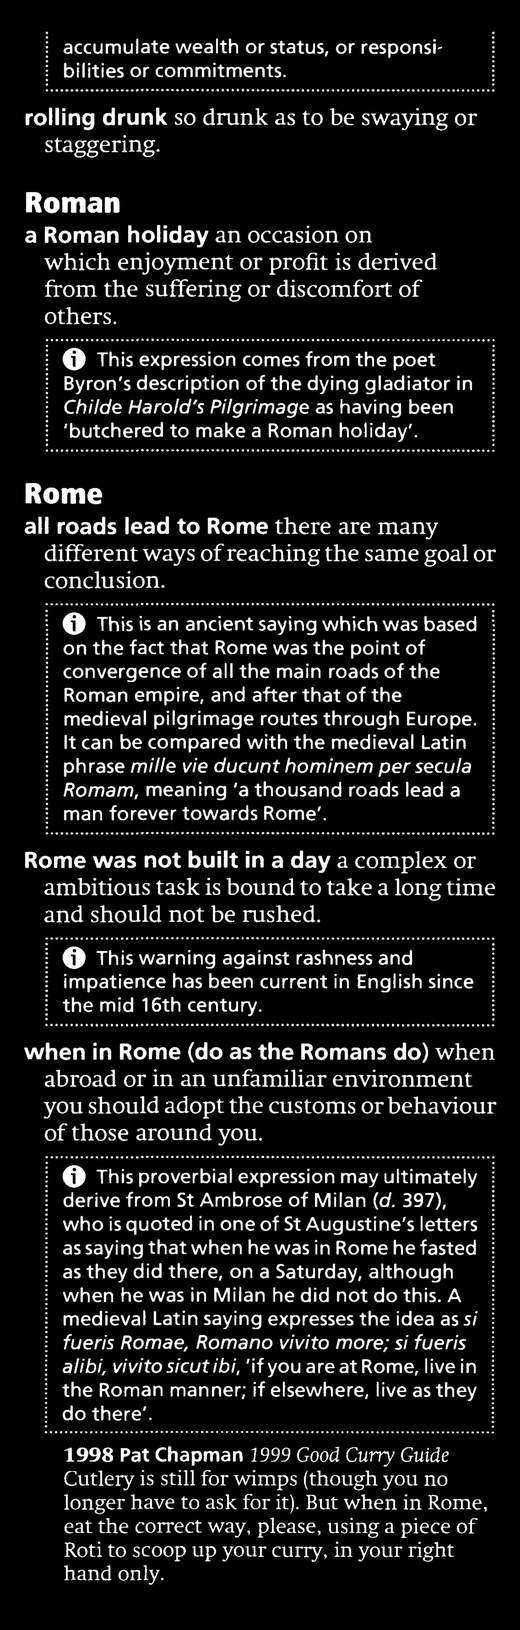 accumulate wealth or status, or responsi-
bilities or commitments.
rolling drunk so drunk as to be swaying or
staggering.
Roman
a Roman holiday an occasion on
which enjoyment or profit is derived
from the suffering or discomfort of
others.
ⓘ This expression comes from the poet
Byron's description of the dying gladiator in
Childe Harold's Pilgrimage as having been
'butchered to make a Roman holiday'.
Rome
all roads lead to Rome there are many
different ways of reaching the same goal or
conclusion.
ⓘ This is an ancient saying which was based
on the fact that Rome was the point of
convergence of all the main roads of the
Roman empire, and after that of the
medieval pilgrimage routes through Europe.
It can be compared with the medieval Latin
phrase mille vie ducunt hominem per secula
Romam, meaning 'a thousand roads lead a
man forever towards Rome'.
Rome was not built in a day a complex or
ambitious task is bound to take a long time
and should not be rushed.
ⓘ This warning against rashness and
impatience has been current in English since
the mid 16th century.
when in Rome (do as the Romans do) when
abroad or in an unfamiliar environment
you should adopt the customs or behaviour
of those around you.
ⓘ This proverbial expression may ultimately
derive from St Ambrose of Milan (d. 397),
who is quoted in one of St Augustine's letters
as saying that when he was in Rome he fasted
as they did there, on a Saturday, although
when he was in Milan he did not do this. A
medieval Latin saying expresses the idea as si
fueris Romae, Romano vivito more; si fueris
alibi, vivito sicut ibi, 'if you are at Rome, live in
the Roman manner; if elsewhere, live as they
do there'.
1998 Pat Chapman 1999 Good Curry Guide
Cutlery is still for wimps (though you no
longer have to ask for it). But when in Rome,
eat the correct way, please, using a piece of
Roti to scoop up your curry, in your right
hand only.